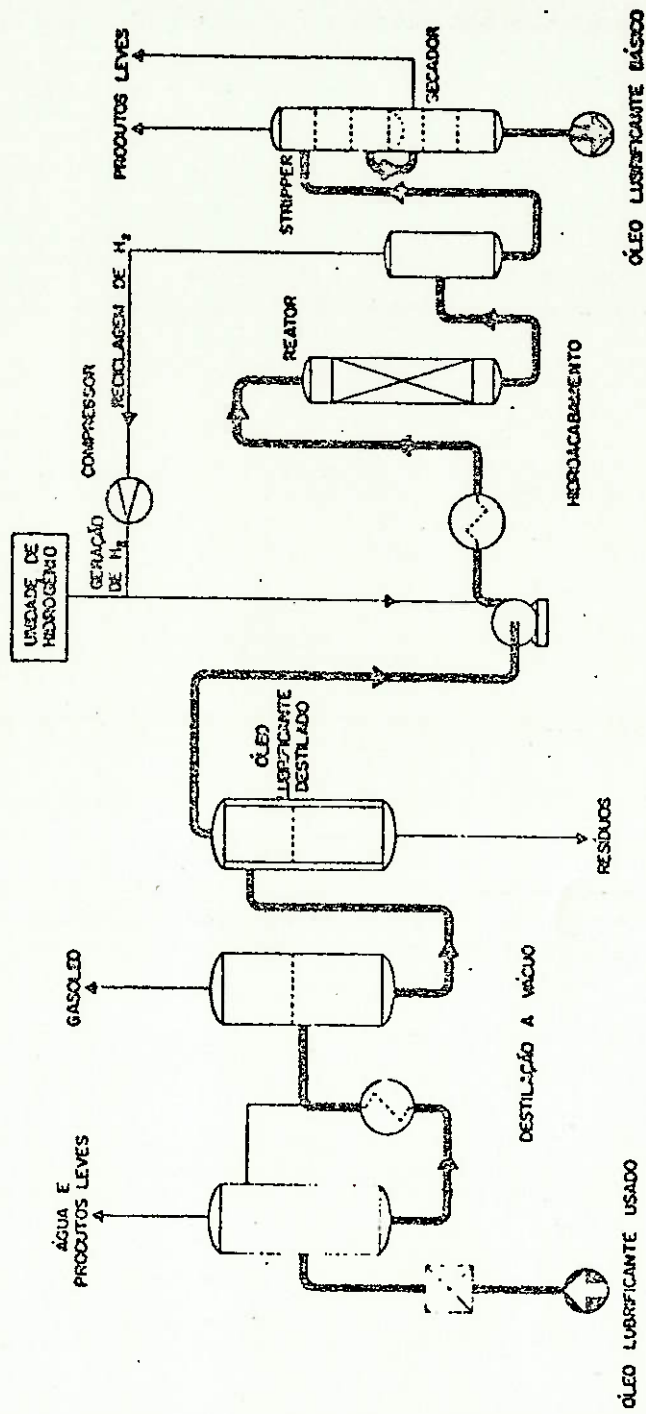 ÓLEO LUBRIFICANTE USADO
ÁGUA E
PRODUTOS LEVES
GASOLEO
DESTILAÇÃO A VÁCUO
ÓLEO
LUBRIFICANTE
DESTILADO
RESÍDUOS
UNIDADE DE
HIDROGÊNIO
GERAÇÃO
DE H₂
COMPRESSOR
RECICLAGEM DE H₂
REATOR
HIDROACABAMENTO
STRIPPER
PRODUTOS LEVES
SECADOR
ÓLEO LUBRIFICANTE BÁSICO